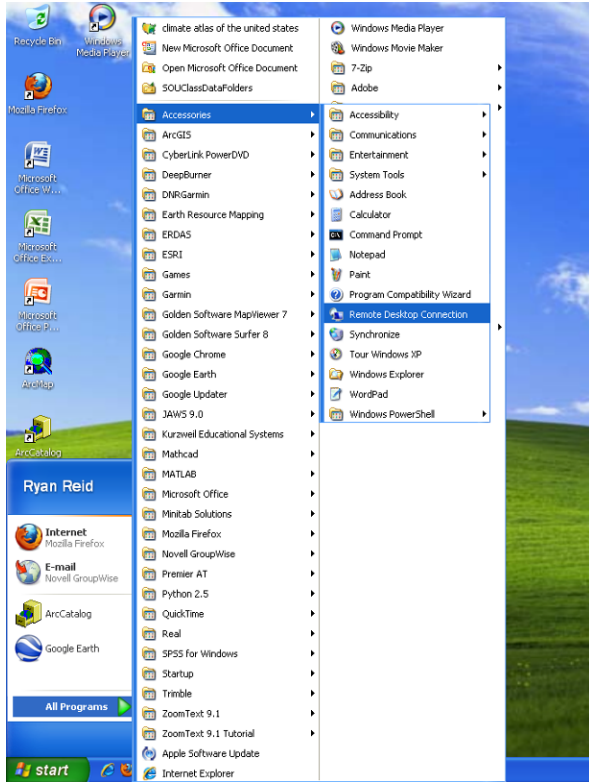 Recycle Bin
Windows Media Player
Mozilla Firefox
Microsoft
Office W...
Microsoft
Office Ex...
Microsoft
Office P...
ArcMap
ArcCatalog
Ryan Reid
Internet
Mozilla Firefox
E-mail
Novell GroupWise
ArcCatalog
Google Earth
All Programs
start
climate atlas of the united states
New Microsoft Office Document
Open Microsoft Office Document
SOUClassDataFolders
Accessories
ArcGIS
CyberLink PowerDVD
DeepBurner
DNRGarmin
Earth Resource Mapping
ERDAS
ESRI
Games
Garmin
Golden Software MapViewer 7
Golden Software Surfer 8
Google Chrome
Google Earth
Google Updater
JAWS 9.0
Kurzweil Educational Systems
Mathcad
MATLAB
Microsoft Office
Minitab Solutions
Mozilla Firefox
Novell GroupWise
Premier AT
Python 2.5
QuickTime
Real
SPSS for Windows
Startup
Trimble
ZoomText 9.1
ZoomText 9.1 Tutorial
Apple Software Update
Internet Explorer
Windows Media Player
Windows Movie Maker
7-Zip
Adobe
Accessibility
Communications
Entertainment
System Tools
Address Book
Calculator
Command Prompt
Notepad
Paint
Program Compatibility Wizard
Remote Desktop Connection
Synchronize
Tour Windows XP
Windows Explorer
WordPad
Windows PowerShell